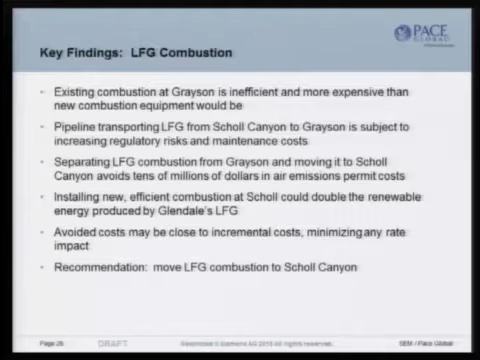 PACE
GLOBAL
Key Findings: LFG Combustion
• Existing combustion at Grayson is inefficient and more expensive than
new combustion equipment would be
• Pipeline transporting LFG from Scholl Canyon to Grayson is subject to
increasing regulatory risks and maintenance costs
• Separating LFG combustion from Grayson and moving it to Scholl
Canyon avoids tens of millions of dollars in air emissions permit costs
• Installing new, efficient combustion at Scholl could double the renewable
energy produced by Glendale's LFG
• Avoided costs may be close to incremental costs, minimizing any rate
impact
• Recommendation: move LFG combustion to Scholl Canyon
Page 26 DRAFT All rights reserved. / Pace Global